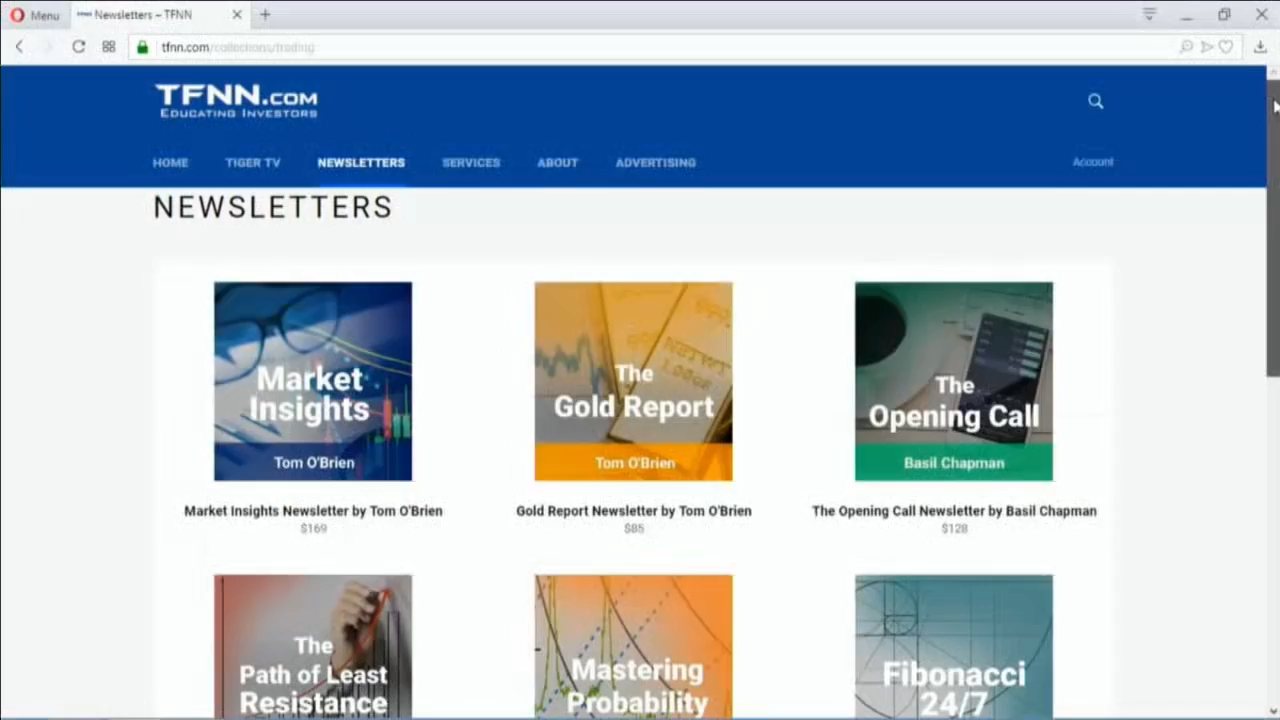 Menu
Newsletters – TFNN
tfnn.com/collections/trading
TFNN.COM
EDUCATING INVESTORS
HOME
TIGER TV
NEWSLETTERS
SERVICES
ABOUT
ADVERTISING
Account
NEWSLETTERS
Market
Insights
Tom O'Brien
The
Gold Report
Tom O'Brien
The
Opening Call
Basil Chapman
Market Insights Newsletter by Tom O'Brien
$169
Gold Report Newsletter by Tom O'Brien
$85
The Opening Call Newsletter by Basil Chapman
$128
The
Path of Least
Resistance
Mastering
Probability
Fibonacci
24/7